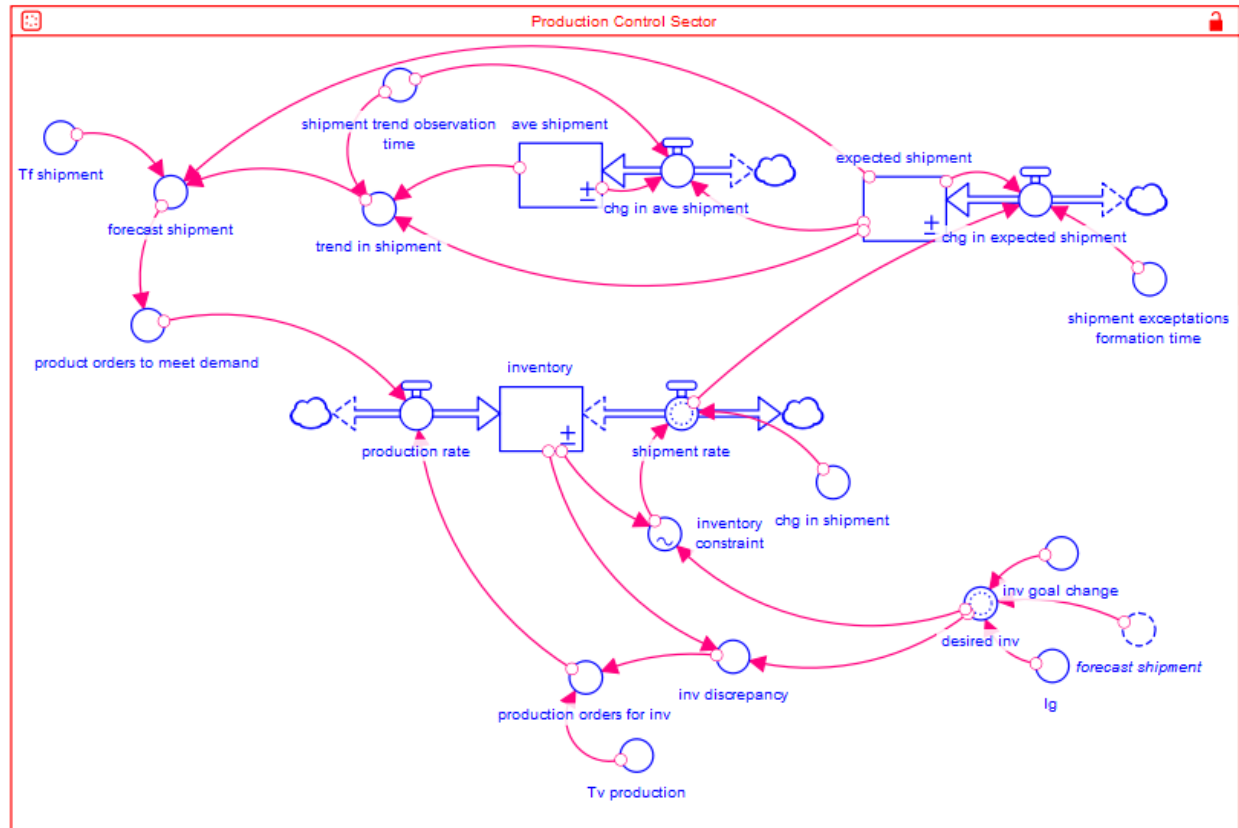 Production Control Sector
shipment trend observation
time
ave shipment
expected shipment
Tf shipment
chg in ave shipment
forecast shipment
trend in shipment
chg in expected shipment
shipment exceptations
formation time
product orders to meet demand
inventory
production rate
shipment rate
chg in shipment
inventory
constraint
inv goal change
desired inv
forecast shipment
inv discrepancy
Ig
production orders for inv
Tv production